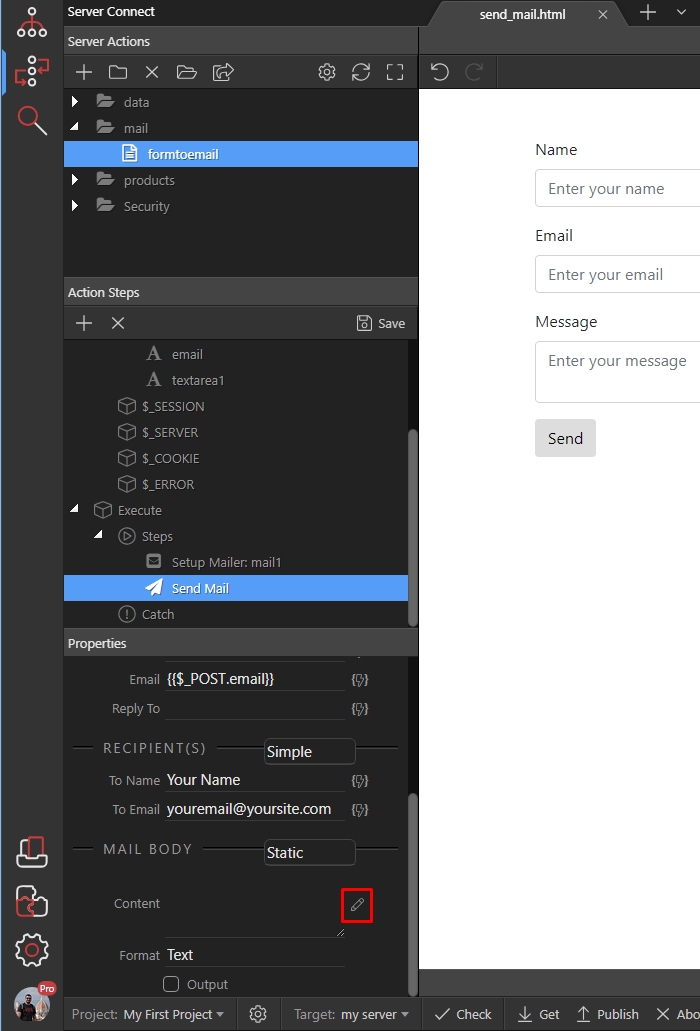 Server Connect
send_mail.html
Server Actions
data
mail
formtoemail
products
Security
Action Steps
Save
email
textarea1
$_SESSION
$_SERVER
$_COOKIE
$_ERROR
Execute
Steps
Setup Mailer: mail1
Send Mail
Catch
Properties
Email {{$_POST.email}}
Reply To
RECIPIENT(S) Simple
To Name Your Name
To Email youremail@yoursite.com
MAIL BODY Static
Content
Format Text
Output
Name
Enter your name
Email
Enter your email
Message
Enter your message
Send
Pro
Project: My First Project
Target: my server
Check
Get
Publish
Abo